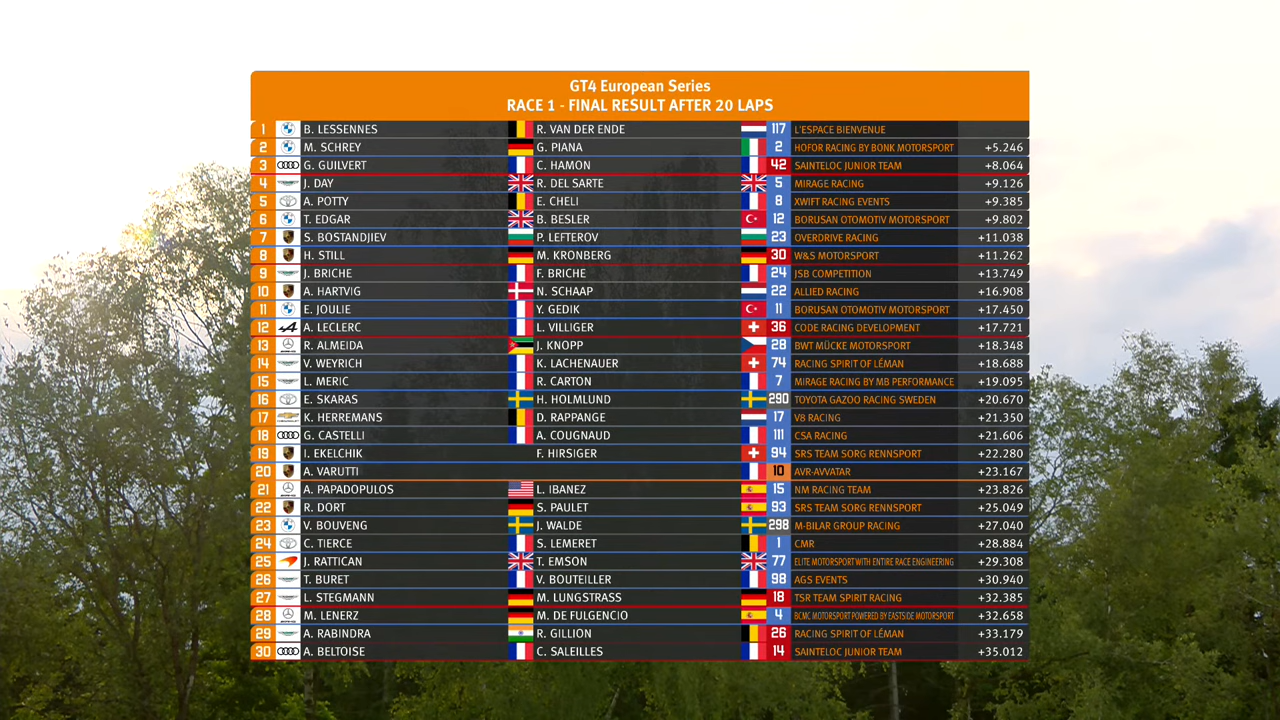 GT4 European Series
RACE 1 - FINAL RESULT AFTER 20 LAPS
1 B. LESSENNES R. VAN DER ENDE 117 L'ESPACE BIENVENUE
2 M. SCHREY G. PIANA 2 HOFOR RACING BY BONK MOTORSPORT +5.246
3 G. GUILVERT C. HAMON 42 SAINTELOC JUNIOR TEAM +8.064
4 J. DAY R. DEL SARTE 5 MIRAGE RACING +9.126
5 A. POTTY E. CHELI 8 XWIFT RACING EVENTS +9.385
6 T. EDGAR B. BESLER 12 BORUSAN OTOMOTIV MOTORSPORT +9.802
7 S. BOSTANDJIEV P. LEFTEROV 23 OVERDRIVE RACING +11.038
8 H. STILL M. KRONBERG 30 W&S MOTORSPORT +11.262
9 J. BRICHE F. BRICHE 24 JSB COMPETITION +13.749
10 A. HARTVIG N. SCHAAP 22 ALLIED RACING +16.908
11 E. JOULIE Y. GEDIK 11 BORUSAN OTOMOTIV MOTORSPORT +17.450
12 A. LECLERC L. VILLIGER 36 CODE RACING DEVELOPMENT +17.721
13 R. ALMEIDA J. KNOPP 28 BWT MÜCKE MOTORSPORT +18.348
14 V. WEYRICH K. LACHENAUER 74 RACING SPIRIT OF LÉMAN +18.688
15 L. MERIC R. CARTON 7 MIRAGE RACING BY MB PERFORMANCE +19.095
16 E. SKARAS H. HOLMLUND 290 TOYOTA GAZOO RACING SWEDEN +20.670
17 K. HERREMANS D. RAPPANGE 17 V8 RACING +21.350
18 G. CASTELLI A. COUGNAUD 111 CSA RACING +21.606
19 I. EKELCHIK F. HIRSIGER 94 SRS TEAM SORG RENNSPORT +22.280
20 A. VARUTTI 10 AVR-AVVATAR +23.167
21 A. PAPADOPULOS L. IBANEZ 15 NM RACING TEAM +23.826
22 R. DORT S. PAULET 93 SRS TEAM SORG RENNSPORT +25.049
23 V. BOUVENG J. WALDE 298 M-BILAR GROUP RACING +27.040
24 C. TIERCE S. LEMERET 1 CMR +28.884
25 J. RATTICAN T. EMSON 77 ELITE MOTORSPORT WITH ENTIRE RACE ENGINEERING +29.308
26 T. BURET V. BOUTEILLER 98 AGS EVENTS +30.940
27 L. STEGMANN M. LUNGSTRASS 18 TSR TEAM SPIRIT RACING +32.385
28 M. LENERZ M. DE FULGENCIO 4 BCMC MOTORSPORT POWERED BY EASTSIDE MOTORSPORT +32.658
29 A. RABINDRA R. GILLION 26 RACING SPIRIT OF LÉMAN +33.179
30 A. BELTOISE C. SALEILLES 14 SAINTELOC JUNIOR TEAM +35.012